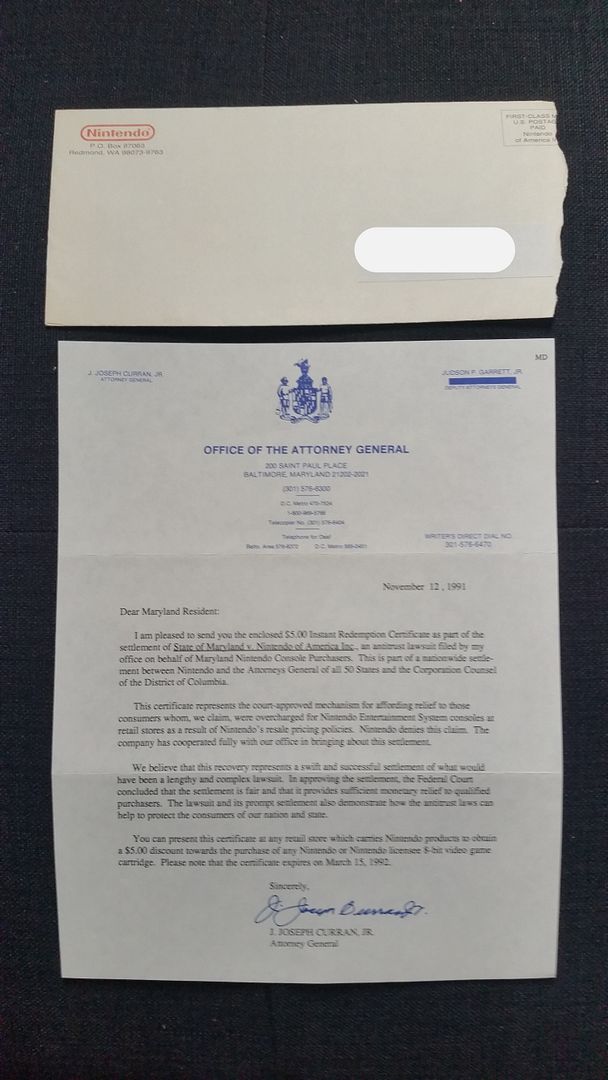 Nintendo
P.O. Box 97063
Redmond, WA 98073-9763
FIRST-CLASS M
U.S. POSTAG
PAID
Nintendo
of America
MD
J. JOSEPH CURRAN, JR.
ATTORNEY GENERAL
JUDSON P. GARRETT, JR.
DEPUTY ATTORNEYS GENERAL
OFFICE OF THE ATTORNEY GENERAL
200 SAINT PAUL PLACE
BALTIMORE, MARYLAND 21202-2021
(301) 576-6300
D.C. Metro 470-7534
Telecopier No. (301) 576-6404
Telephone for Deaf
Balto. Area 576-6372 D.C. Metro
WRITER'S DIRECT DIAL NO.
301-576-6470
November 12, 1991
Dear Maryland Resident:
I am pleased to send you the enclosed $5.00 Instant Redemption Certificate as part of the
settlement of State of Maryland v. Nintendo of America Inc., an antitrust lawsuit filed by my
office on behalf of Maryland Nintendo Console Purchasers. This is part of a nationwide settle-
ment between Nintendo and the Attorneys General of all 50 States and the Corporation Counsel
of the District of Columbia.
This certificate represents the court-approved mechanism for affording relief to those
consumers whom, we claim, were overcharged for Nintendo Entertainment System consoles at
retail stores as a result of Nintendo's resale pricing policies. Nintendo denies this claim. The
company has cooperated fully with our office in bringing about this settlement.
We believe that this recovery represents a swift and successful settlement of what would
have been a lengthy and complex lawsuit. In approving the settlement, the Federal Court
concluded that the settlement is fair and that it provides sufficient monetary relief to qualified
purchasers. The lawsuit and its prompt settlement also demonstrate how the antitrust laws can
help to protect the consumers of our nation and state.
You can present this certificate at any retail store which carries Nintendo products to obtain
a $5.00 discount towards the purchase of any Nintendo or Nintendo licensee 8-bit video game
cartridge. Please note that the certificate expires on March 15, 1992.
Sincerely,
J. Joseph Curran Jr.
J. JOSEPH CURRAN, JR.
Attorney General